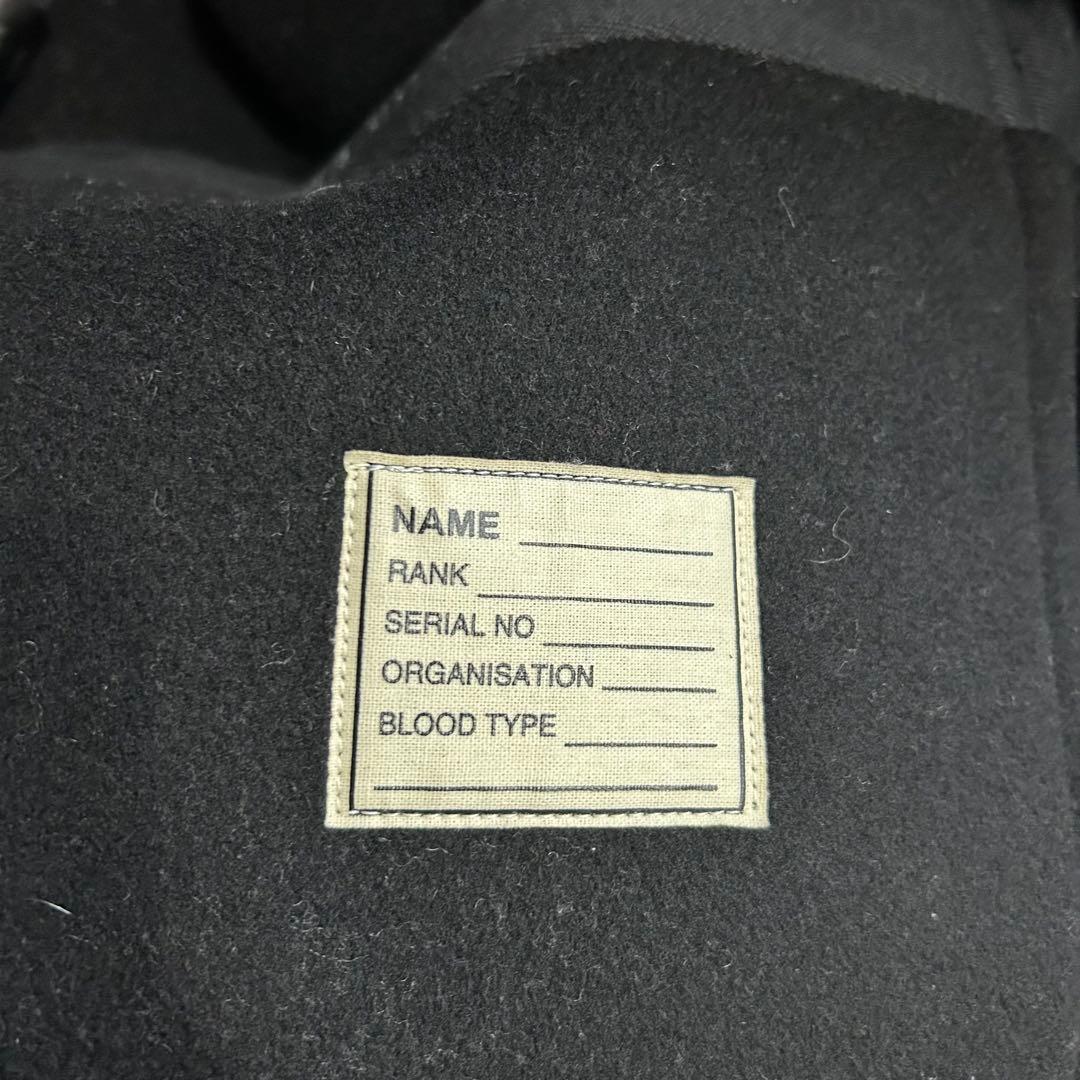 NAME
RANK
SERIAL NO
ORGANISATION
BLOOD TYPE